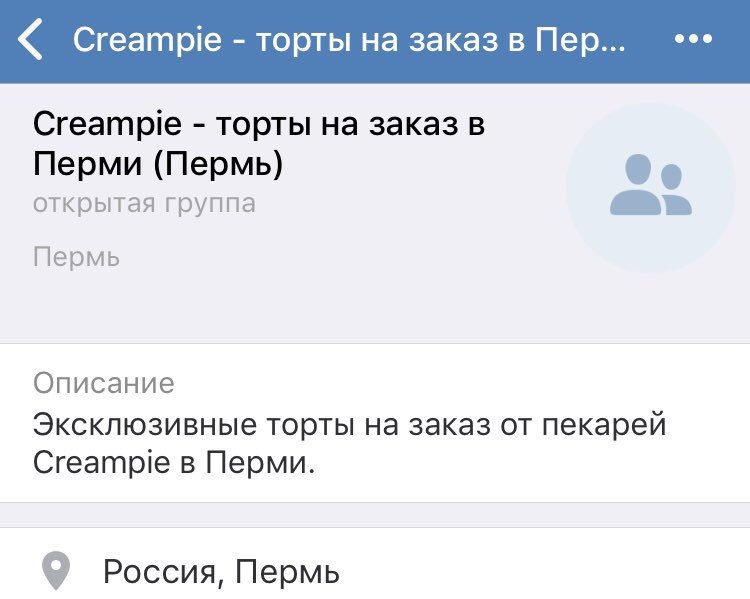 Creampie - торты на заказ в Пер...
Creampie - торты на заказ в
Перми (Пермь)
открытая группа
Пермь
Описание
Эксклюзивные торты на заказ от пекарей
Creampie в Перми.
Россия, Пермь